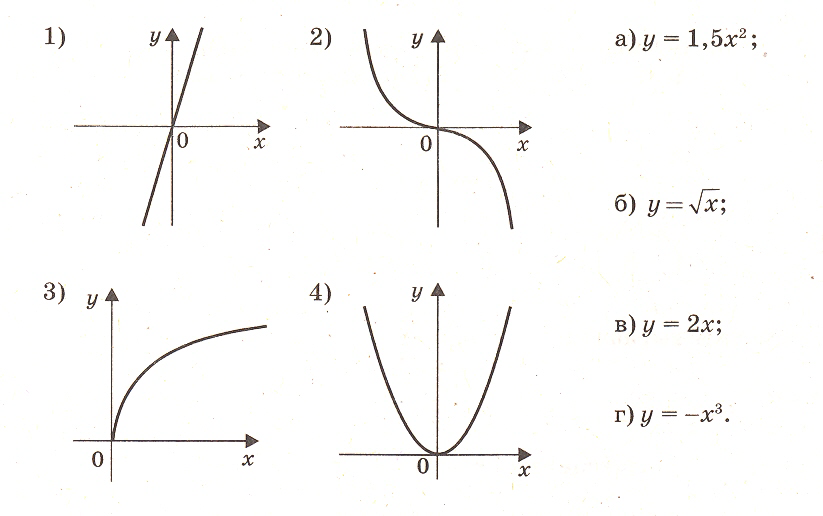 1)
y
0
x
2)
y
0
x
а) y = 1,5x²;
б) y = √x;
3)
y
0
x
4)
y
0
x
в) y = 2x;
г) y = −x³.